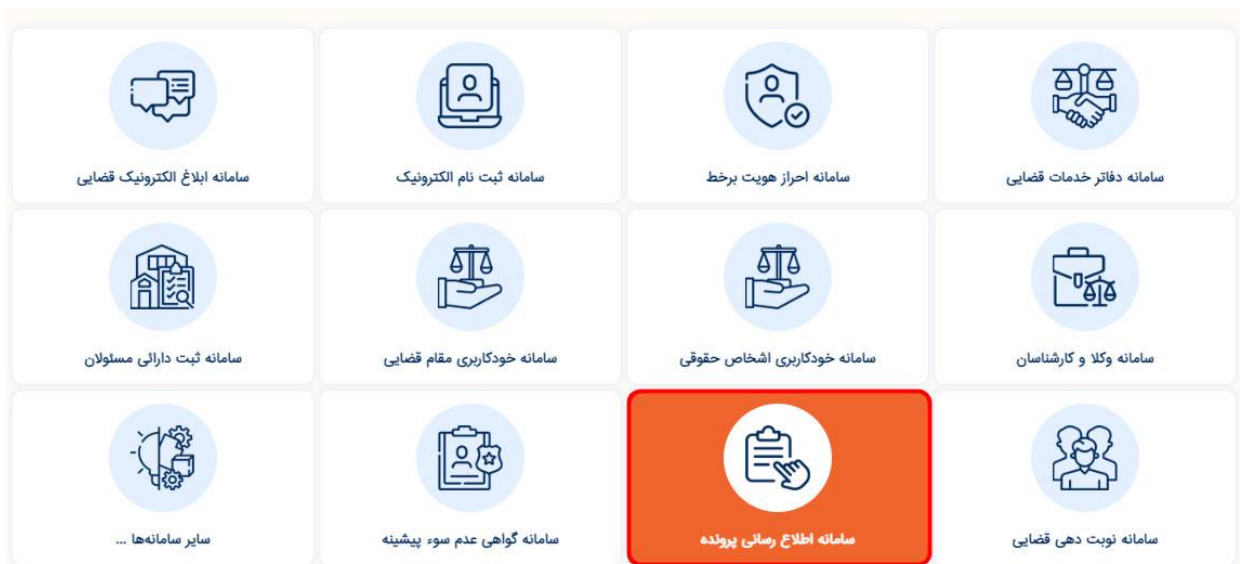 سامانه دفاتر خدمات قضایی
سامانه احراز هویت برخط
سامانه ثبت نام الکترونیک
سامانه ابلاغ الکترونیک قضایی
سامانه وکلا و کارشناسان
سامانه خودکاربری اشخاص حقوقی
سامانه خودکاربری مقام قضایی
سامانه ثبت دارائی مسئولان
سامانه نوبت دهی قضایی
سامانه اطلاع رسانی پرونده
سامانه گواهی عدم سوء پیشینه
سایر سامانه‌ها ...